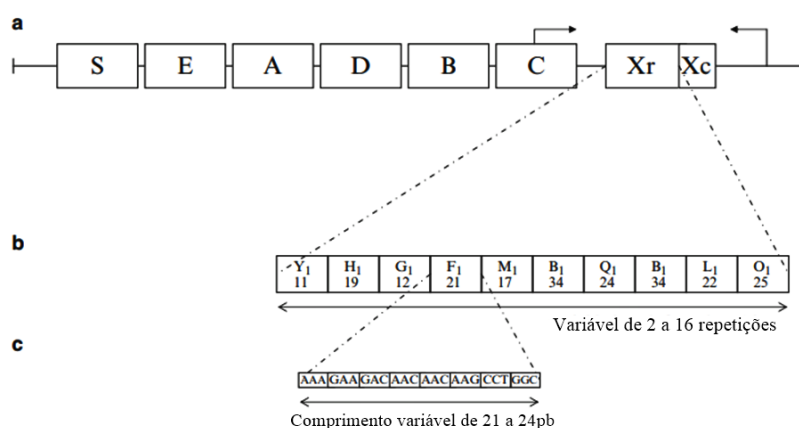 a
S E A D B C Xr Xc
b
Y1 H1 G1 F1 M1 B1 Q1 B1 L1 O1
11 19 12 21 17 34 24 34 22 25
Variável de 2 a 16 repetições
c
AAA GAA GAC AAC AAC AAG CCT GGC
Comprimento variável de 21 a 24pb